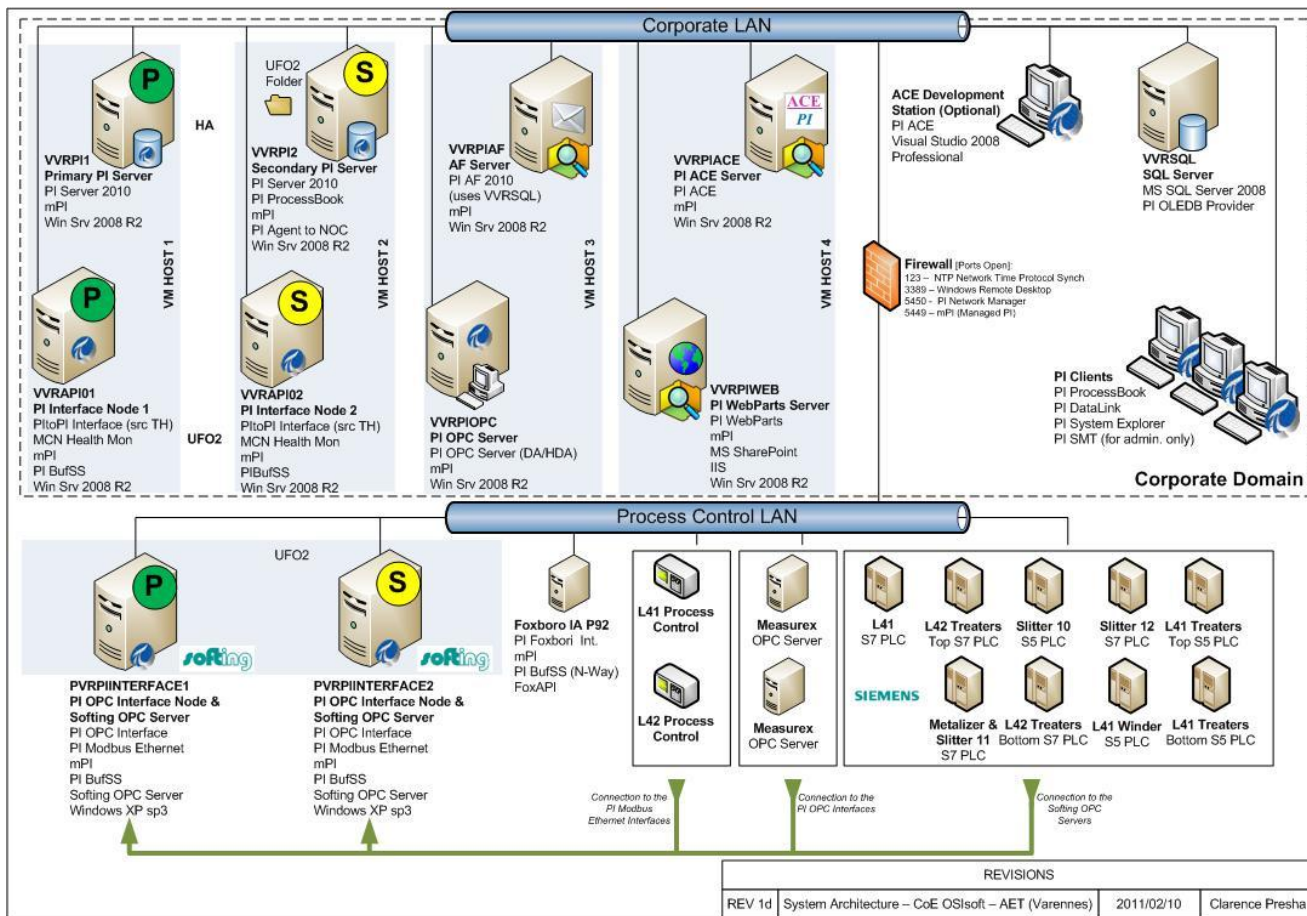 Corporate LAN
P
HA
VVRPI1
Primary PI Server
PI Server 2010
mPI
Win Srv 2008 R2
VM HOST 1
UFO2
Folder
S
VVRPI2
Secondary PI Server
PI Server 2010
PI ProcessBook
mPI
PI Agent to NOC
Win Srv 2008 R2
VM HOST 2
VVRPIAF
AF Server
PI AF 2010
(uses VVRSQL)
mPI
Win Srv 2008 R2
VM HOST 3
ACE
PI
VVRPIACE
PI ACE Server
PI ACE
mPI
Win Srv 2008 R2
VM HOST 4
ACE Development
Station (Optional)
PI ACE
Visual Studio 2008
Professional
VVRSQL
SQL Server
MS SQL Server 2008
PI OLEDB Provider
Firewall [Ports Open]:
123 – NTP Network Time Protocol Synch
3389 – Windows Remote Desktop
5450 - PI Network Manager
5449 – mPI (Managed PI)
P
VVRAPI01
PI Interface Node 1
PItoPI Interface (src TH)
MCN Health Mon
mPI
PI BufSS
Win Srv 2008 R2
UFO2
S
VVRAPI02
PI Interface Node 2
PItoPI Interface (src TH)
MCN Health Mon
mPI
PIBufSS
Win Srv 2008 R2
VVRPIOPC
PI OPC Server
PI OPC Server (DA/HDA)
mPI
Win Srv 2008 R2
VVRPIWEB
PI WebParts Server
PI WebParts
mPI
MS SharePoint
IIS
Win Srv 2008 R2
PI Clients
PI ProcessBook
PI DataLink
PI System Explorer
PI SMT (for admin. only)
Corporate Domain
Process Control LAN
UFO2
P
softing
PVRPIINTERFACE1
PI OPC Interface Node &
Softing OPC Server
PI OPC Interface
PI Modbus Ethernet
mPI
PI BufSS
Softing OPC Server
Windows XP sp3
S
softing
PVRPIINTERFACE2
PI OPC Interface Node &
Softing OPC Server
PI OPC Interface
PI Modbus Ethernet
mPI
PI BufSS
Softing OPC Server
Windows XP sp3
Foxboro IA P92
PI Foxbori Int.
mPI
PI BufSS (N-Way)
FoxAPI
L41 Process
Control
L42 Process
Control
Measurex
OPC Server
Measurex
OPC Server
L41
S7 PLC
L42 Treaters
Top S7 PLC
Slitter 10
S5 PLC
Slitter 12
S7 PLC
L41 Treaters
Top S5 PLC
SIEMENS
Metalizer &
Slitter 11
S7 PLC
L42 Treaters
Bottom S7 PLC
L41 Winder
S5 PLC
L41 Treaters
Bottom S5 PLC
Connection to the
PI Modbus
Ethernet Interfaces
Connection to the
PI OPC Interfaces
Connection to the
Softing OPC
Servers
REVISIONS
REV 1d System Architecture – CoE OSIsoft – AET (Varennes) 2011/02/10 Clarence Presha